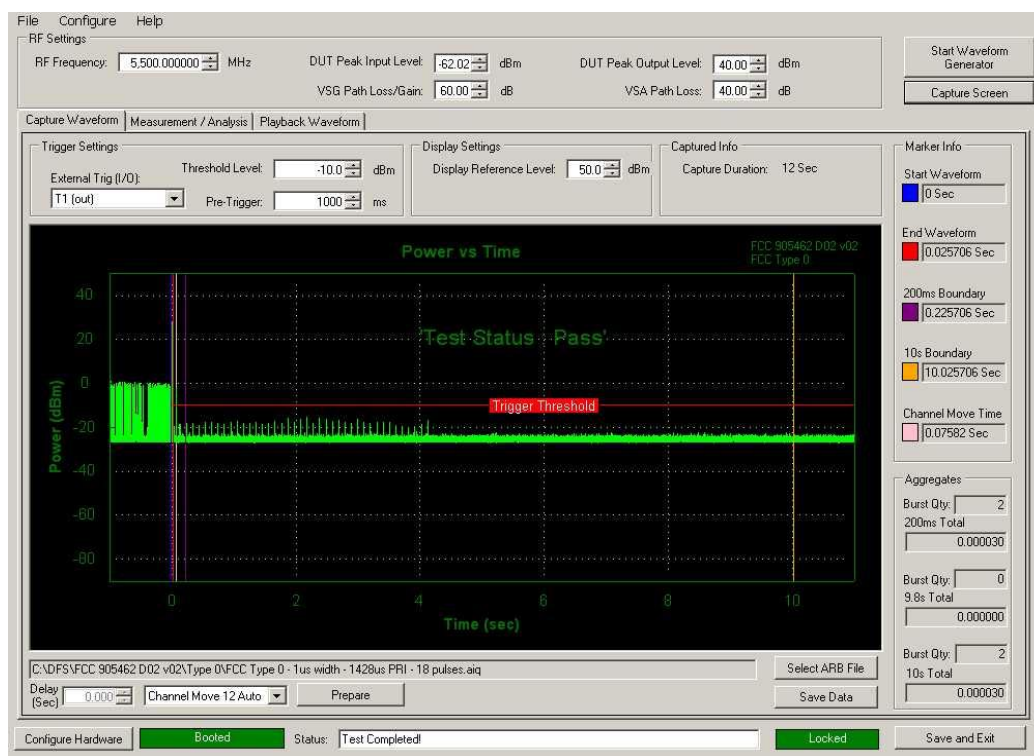 File Configure Help
RF Settings
RF Frequency: 5,500.000000 MHz
DUT Peak Input Level: -62.02 dBm
DUT Peak Output Level: 40.00 dBm
VSG Path Loss/Gain: 60.00 dB
VSA Path Loss: 40.00 dB
Start Waveform
Generator
Capture Screen
Capture Waveform Measurement / Analysis Playback Waveform
Trigger Settings
External Trig (I/O):
T1 (out)
Threshold Level: -10.0 dBm
Pre-Trigger: 1000 ms
Display Settings
Display Reference Level: 50.0 dBm
Captured Info
Capture Duration: 12 Sec
Power vs Time
FCC 905462 D02 v02
FCC Type 0
'Test Status : Pass'
Trigger Threshold
Power (dBm)
40
20
0
-20
-40
-60
-80
0 2 4 6 8 10
Time (sec)
C:\DFS\FCC 905462 D02 v02\Type 0\FCC Type 0 - 1us width - 1428us PRI - 18 pulses.aiq
Select ARB File
Delay
(Sec) 0.000 Channel Move 12 Auto Prepare
Save Data
Marker Info
Start Waveform
0 Sec
End Waveform
0.025706 Sec
200ms Boundary
0.225706 Sec
10s Boundary
10.025706 Sec
Channel Move Time
0.07582 Sec
Aggregates
Burst Qty: 2
200ms Total
0.000030
Burst Qty: 0
9.8s Total
0.000000
Burst Qty: 2
10s Total
0.000030
Configure Hardware Booted Status: Test Completed! Locked Save and Exit